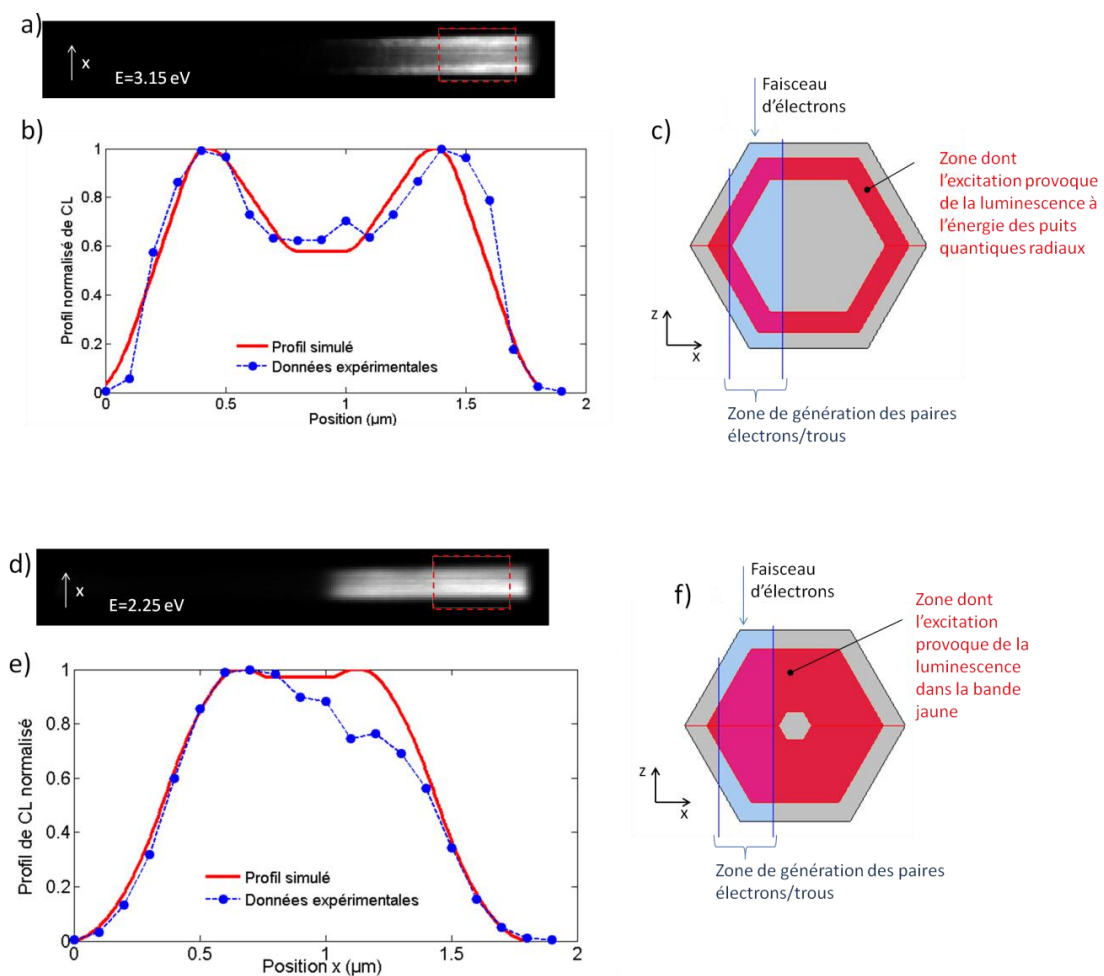 a)
x
E=3.15 eV
b)
Profil normalisé de CL
1
0.8
0.6
0.4
0.2
0
Profil simulé
Données expérimentales
0
0.5
1
1.5
2
Position (µm)
c)
Faisceau
d'électrons
Zone dont
l'excitation provoque
de la luminescence à
l'énergie des puits
quantiques radiaux
z
x
Zone de génération des paires
électrons/trous
d)
x
E=2.25 eV
e)
Profil de CL normalisé
1
0.8
0.6
0.4
0.2
0
Profil simulé
Données expérimentales
0
0.5
1
1.5
2
Position x (µm)
f)
Faisceau
d'électrons
Zone dont
l'excitation
provoque de la
luminescence
dans la bande
jaune
z
x
Zone de génération des paires
électrons/trous